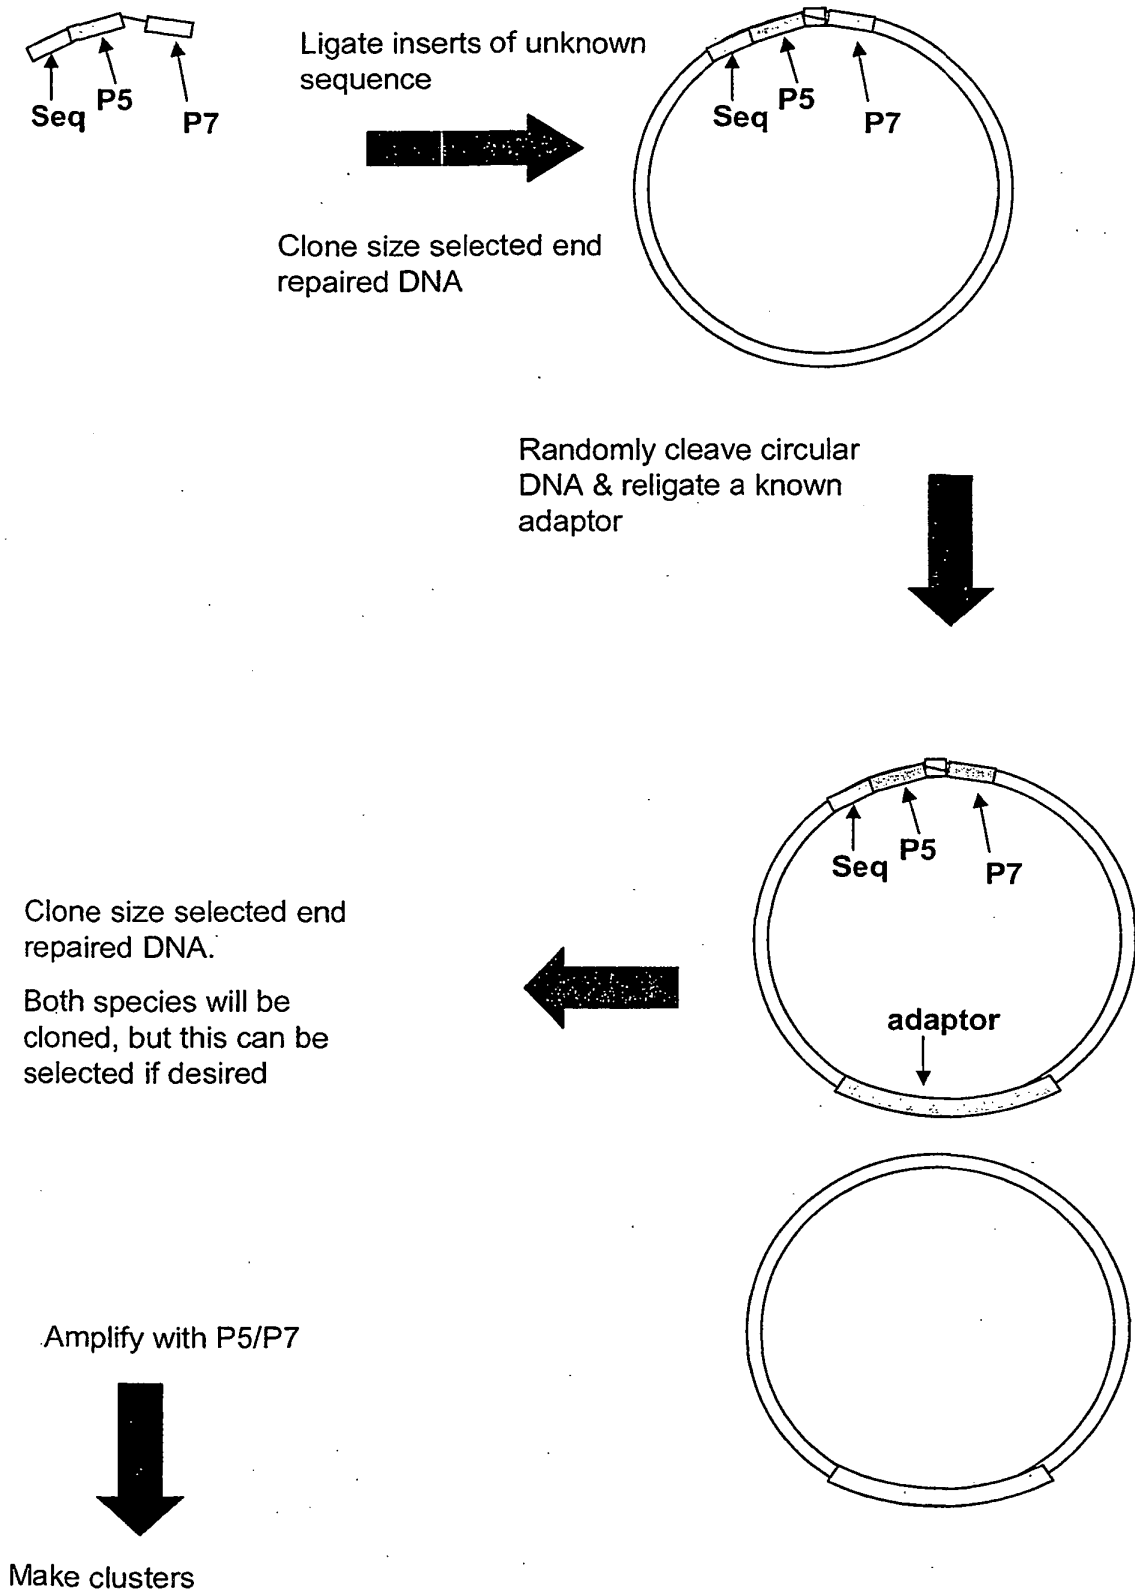 Seq
P5
P7
Ligate inserts of unknown
sequence
Clone size selected end
repaired DNA
Seq
P5
P7
Randomly cleave circular
DNA & religate a known
adaptor
Seq
P5
P7
adaptor
Clone size selected end
repaired DNA.
Both species will be
cloned, but this can be
selected if desired
Amplify with P5/P7
Make clusters